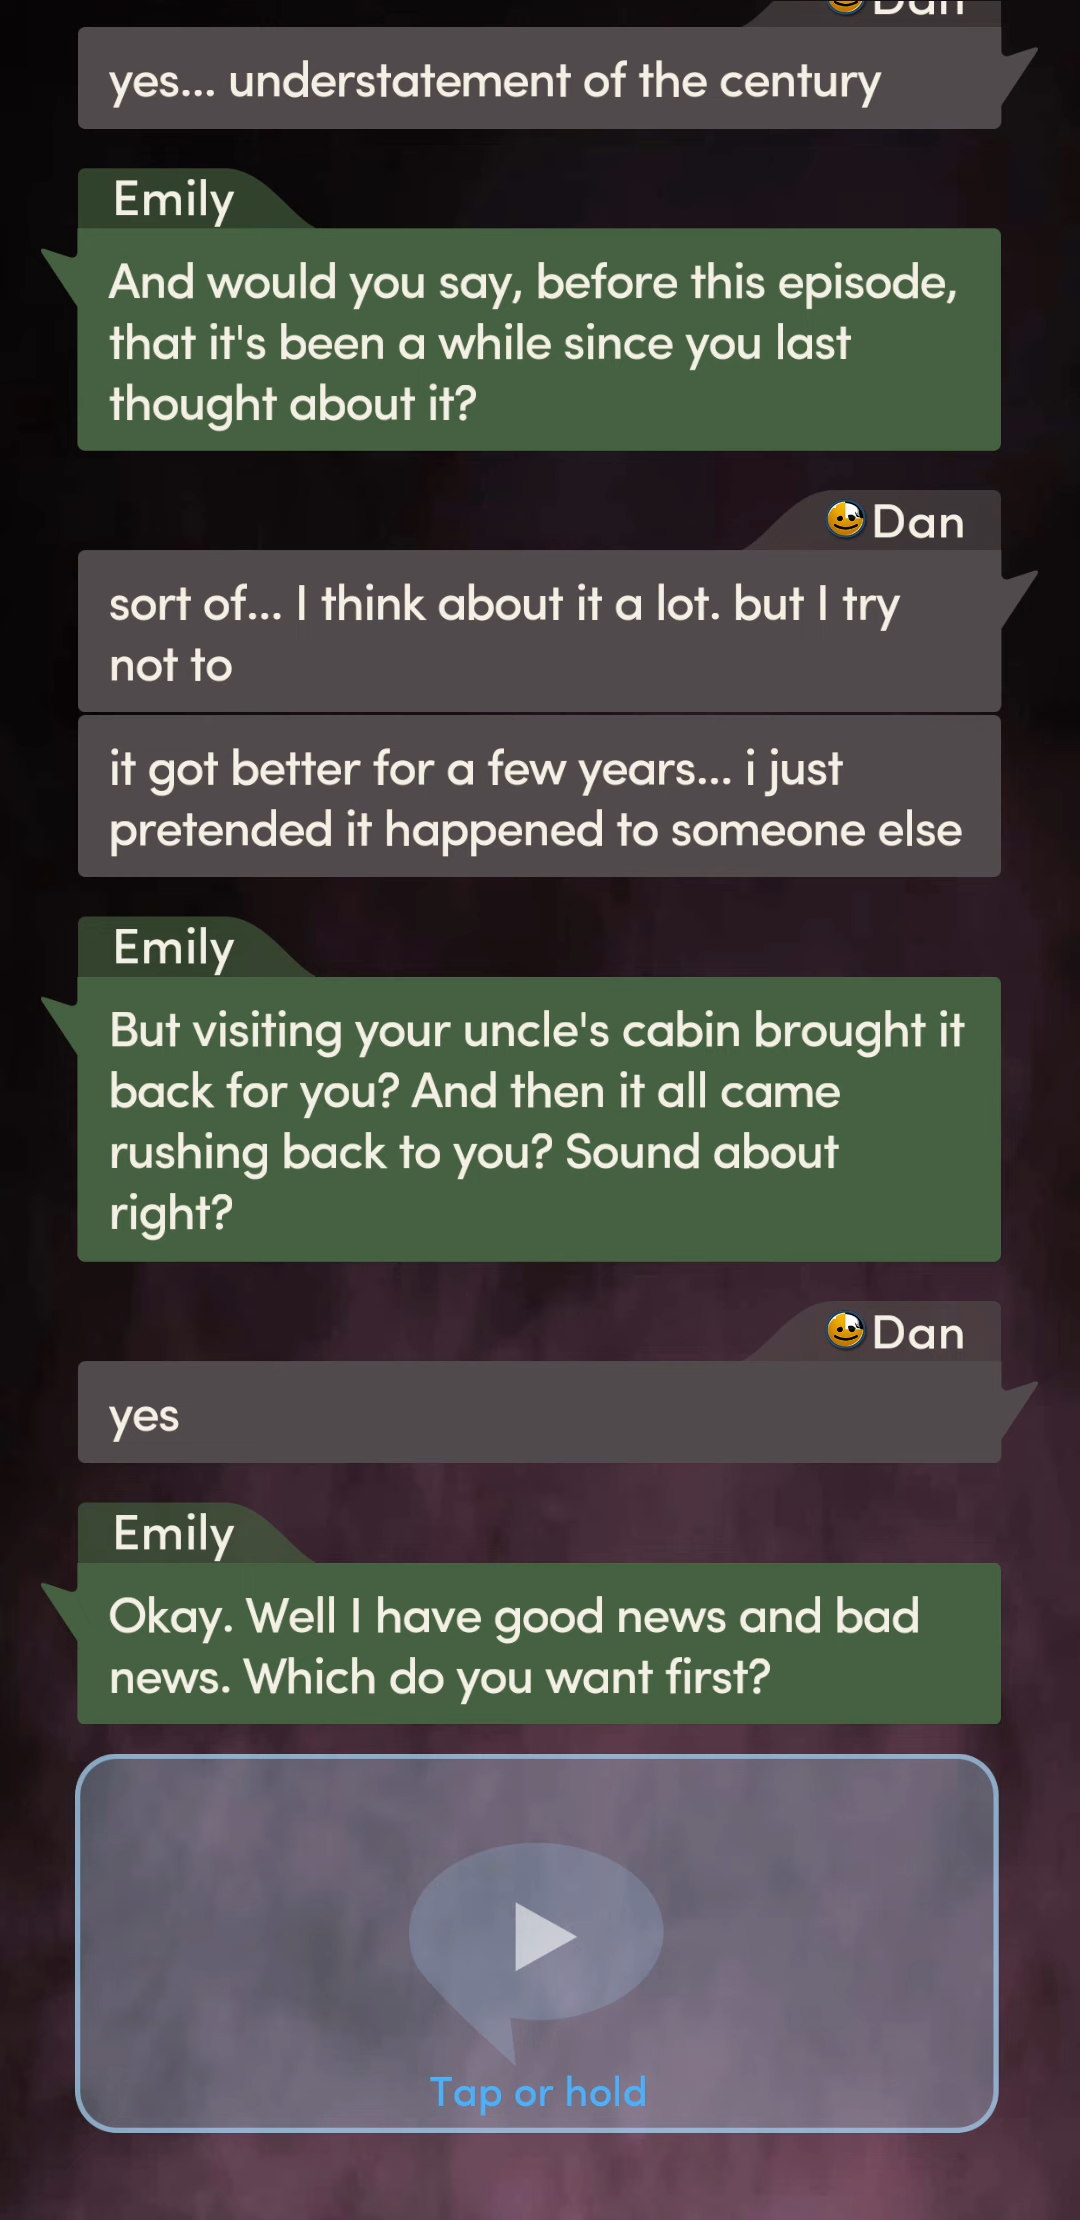 Dan
yes... understatement of the century
Emily
And would you say, before this episode,
that it's been a while since you last
thought about it?
Dan
sort of... I think about it a lot. but I try
not to
it got better for a few years... i just
pretended it happened to someone else
Emily
But visiting your uncle's cabin brought it
back for you? And then it all came
rushing back to you? Sound about
right?
Dan
yes
Emily
Okay. Well I have good news and bad
news. Which do you want first?
Tap or hold